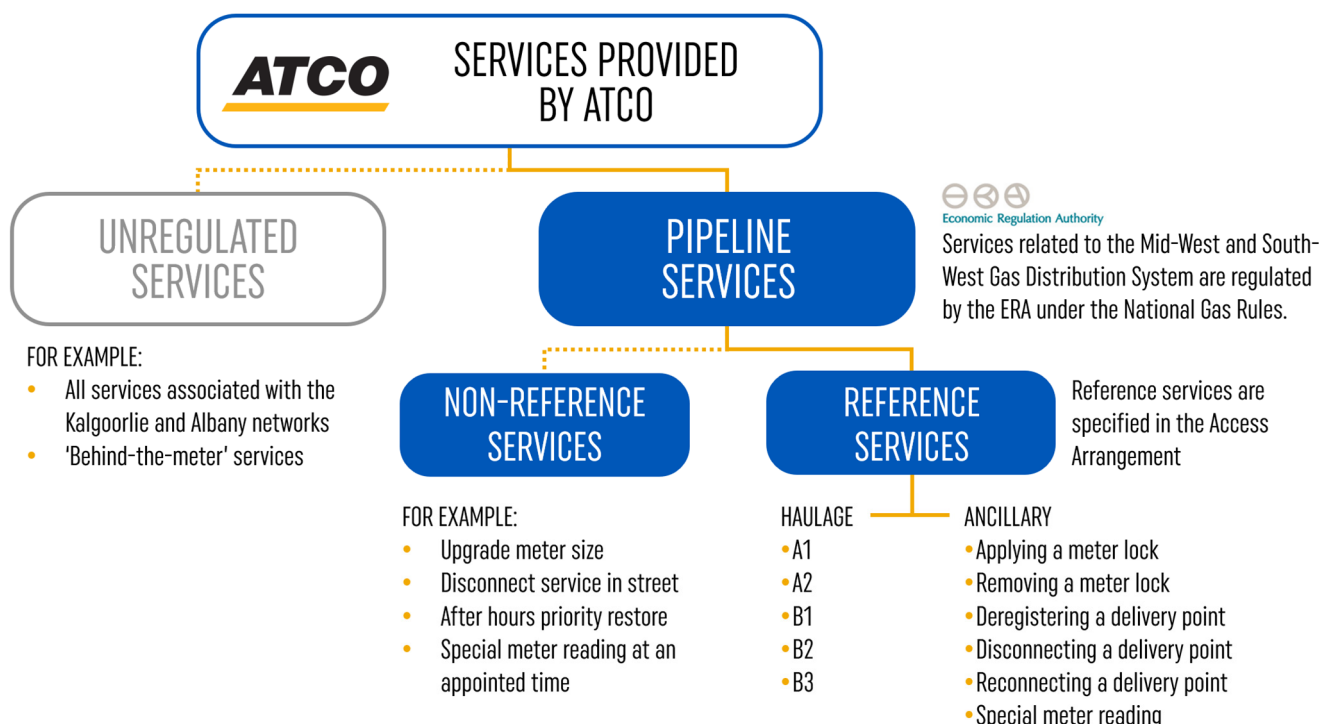 ATCO
SERVICES PROVIDED
BY ATCO
UNREGULATED
SERVICES
PIPELINE
SERVICES
ERA
Economic Regulation Authority
Services related to the Mid-West and South-
West Gas Distribution System are regulated
by the ERA under the National Gas Rules.
FOR EXAMPLE:
• All services associated with the
Kalgoorlie and Albany networks
• ‘Behind-the-meter’ services
NON-REFERENCE
SERVICES
REFERENCE
SERVICES
Reference services are
specified in the Access
Arrangement
FOR EXAMPLE:
• Upgrade meter size
• Disconnect service in street
• After hours priority restore
• Special meter reading at an
appointed time
HAULAGE
• A1
• A2
• B1
• B2
• B3
ANCILLARY
• Applying a meter lock
• Removing a meter lock
• Deregistering a delivery point
• Disconnecting a delivery point
• Reconnecting a delivery point
• Special meter reading